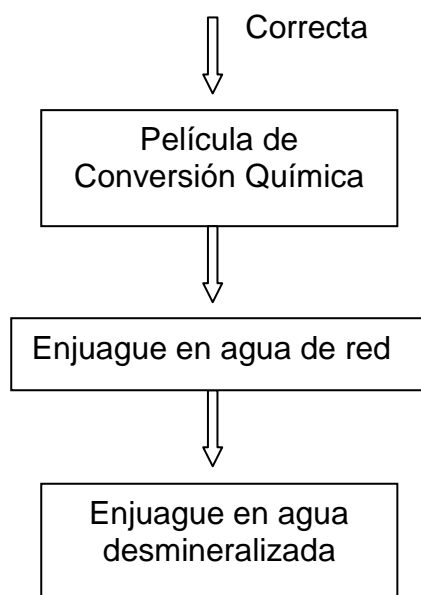 Correcta
Película de
Conversión Química
Enjuague en agua de red
Enjuague en agua
desmineralizada